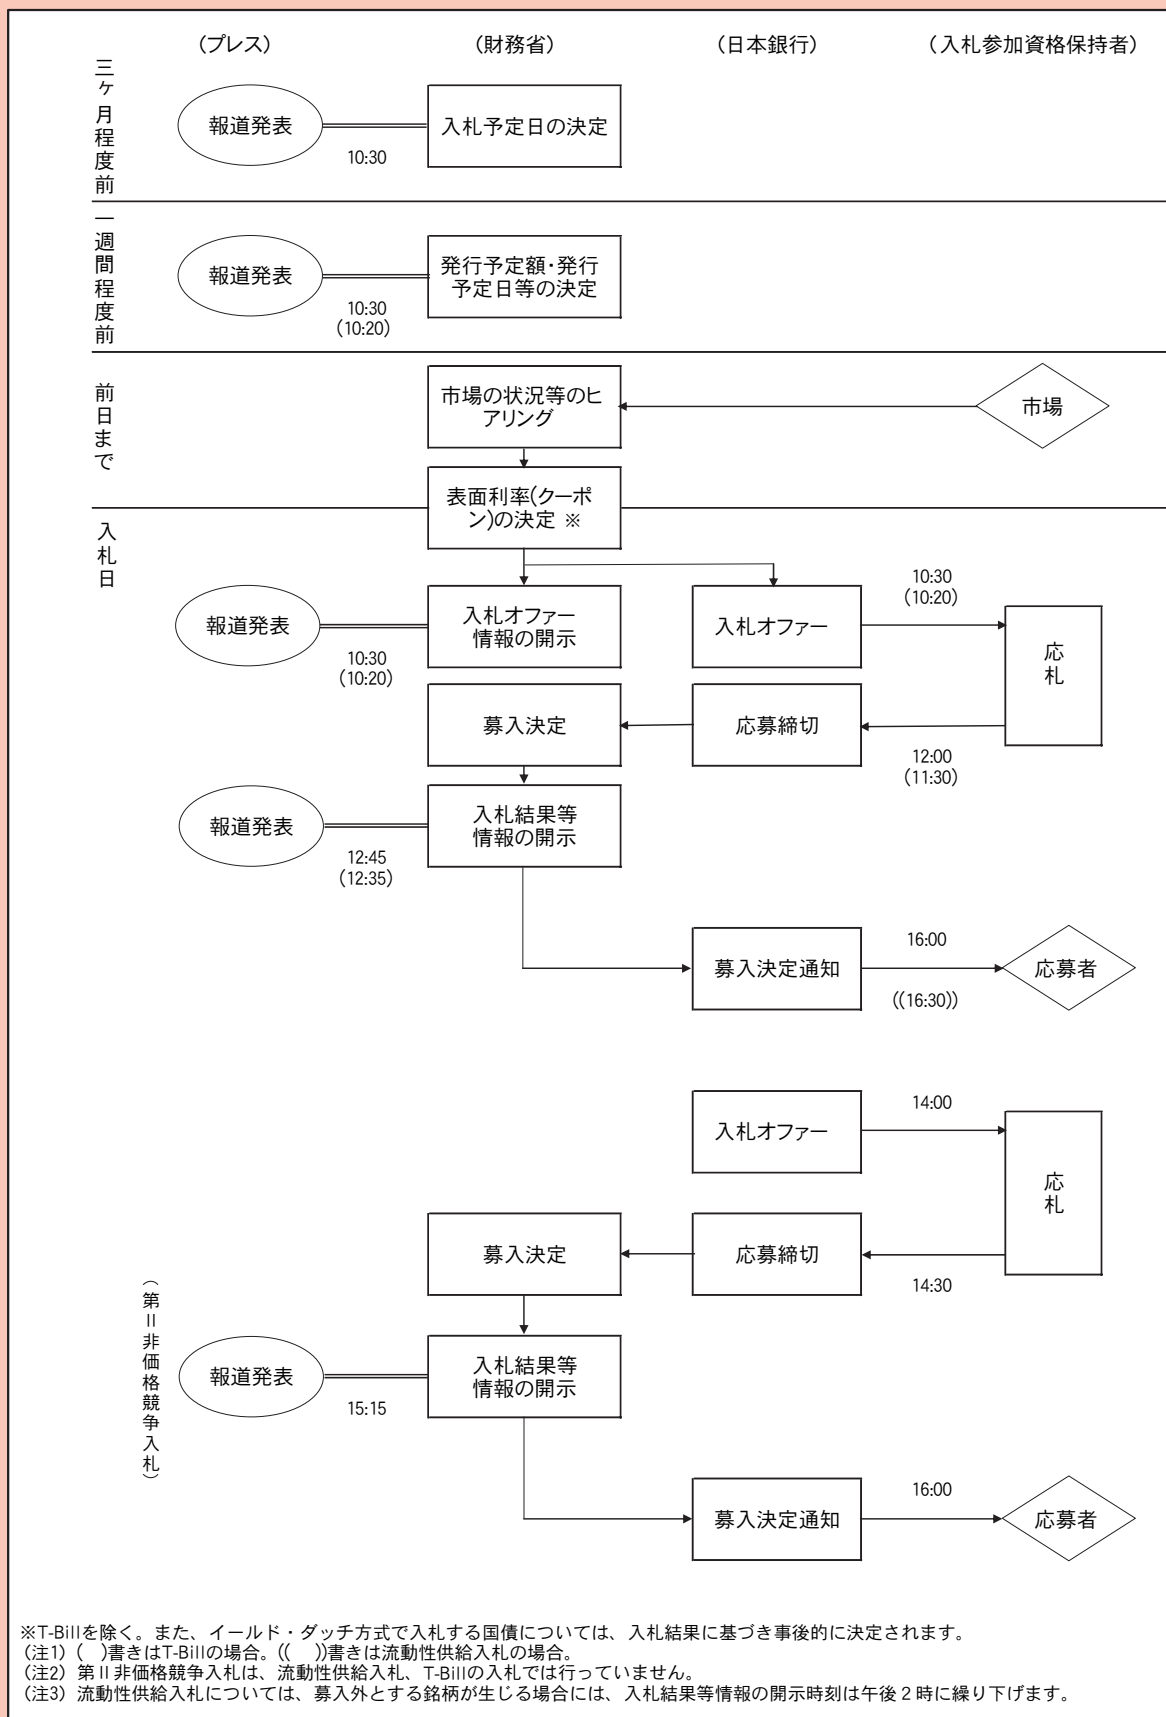 （プレス）
（財務省）
（日本銀行）
（入札参加資格保持者）
三ヶ月程度前
報道発表
10:30
入札予定日の決定
一週間程度前
報道発表
10:30
（10:20）
発行予定額・発行
予定日等の決定
前日まで
市場の状況等のヒ
アリング
市場
表面利率(クーポ
ン)の決定 ※
入札日
報道発表
10:30
（10:20）
入札オファー
情報の開示
入札オファー
10:30
（10:20）
応札
募入決定
応募締切
12:00
（11:30）
報道発表
12:45
（12:35）
入札結果等
情報の開示
募入決定通知
16:00
（(16:30)）
応募者
入札オファー
14:00
応札
募入決定
応募締切
14:30
（第Ⅱ非価格競争入札）
報道発表
15:15
入札結果等
情報の開示
募入決定通知
16:00
応募者
※T-Billを除く。また、イールド・ダッチ方式で入札する国債については、入札結果に基づき事後的に決定されます。
（注1）（　）書きはT-Billの場合。（(　)）書きは流動性供給入札の場合。
（注2）第Ⅱ非価格競争入札は、流動性供給入札、T-Billの入札では行っていません。
（注3）流動性供給入札については、募入外とする銘柄が生じる場合には、入札結果等情報の開示時刻は午後２時に繰り下げます。